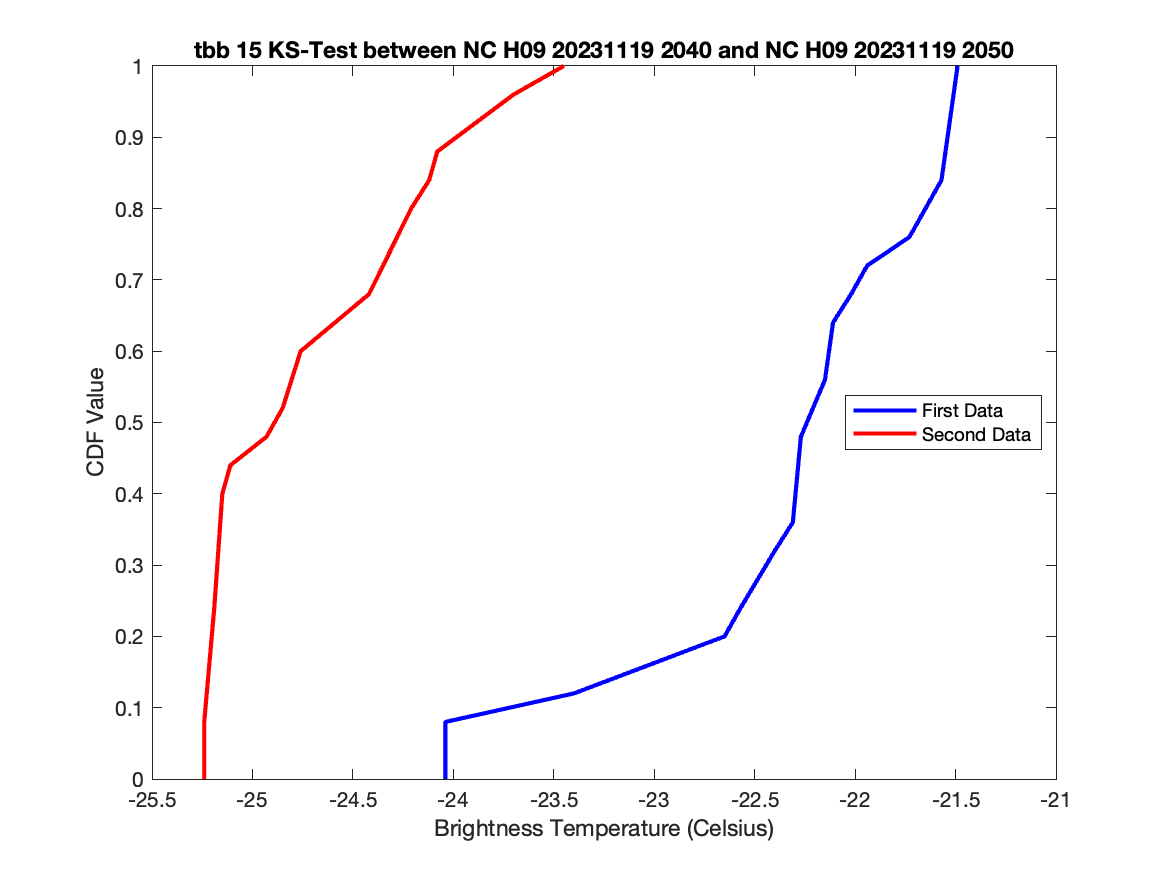 tbb 15 KS-Test between NC H09 20231119 2040 and NC H09 20231119 2050
1
0.9
0.8
0.7
0.6
0.5
0.4
0.3
0.2
0.1
0
CDF Value
First Data
Second Data
-25.5 -25 -24.5 -24 -23.5 -23 -22.5 -22 -21.5 -21
Brightness Temperature (Celsius)